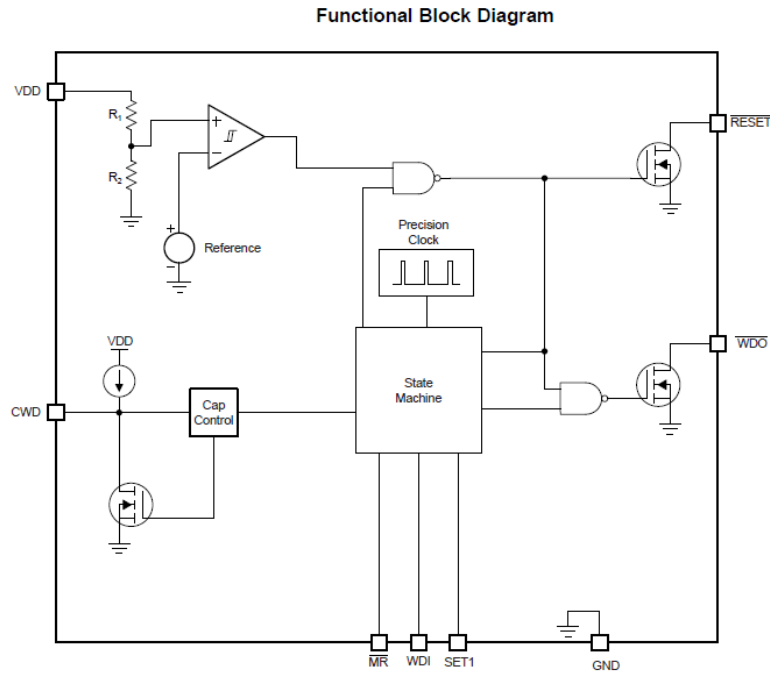 Functional Block Diagram
VDD
R1
+
−
R2
RESET
+
Reference
−
Precision
Clock
VDD
WDO
State
Machine
CWD
Cap
Control
MR
WDI
SET1
GND